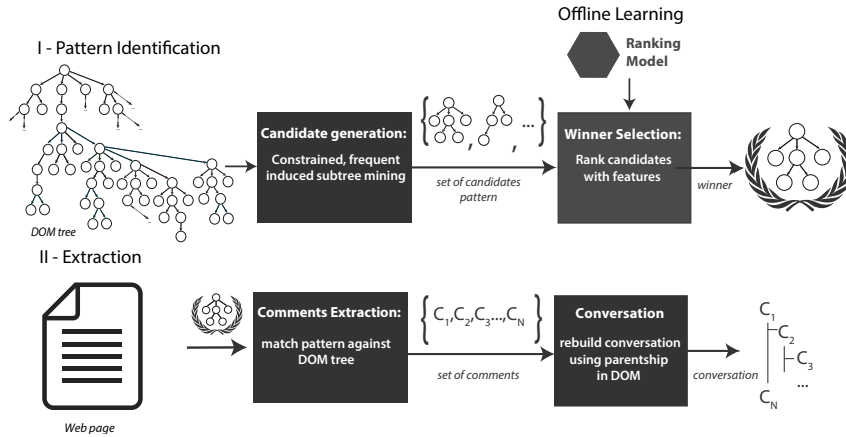 Offline Learning
I - Pattern Identification
Ranking
Model
Candidate generation:
Constrained, frequent
induced subtree mining
{ , , ... }
set of candidates
pattern
Winner Selection:
Rank candidates
with features
winner
DOM tree
II - Extraction
Comments Extraction:
match pattern against
DOM tree
{C1,C2,C3...,CN}
set of comments
Conversation
rebuild conversation
using parentship
in DOM
conversation
C1
C2
C3
...
CN
Web page